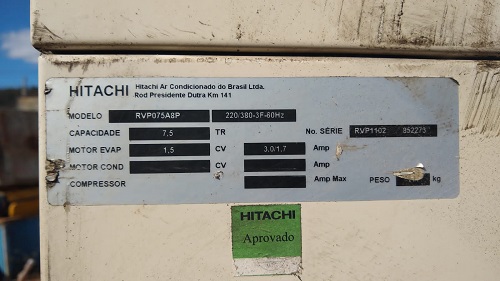 HITACHI Hitachi Ar Condicionado do Brasil Ltda.
Rod Presidente Dutra Km 141
MODELO RVP075A8P 220/380-3F-60Hz
CAPACIDADE 7,5 TR No. SÉRIE RVP1102 852273
MOTOR EVAP 1,5 CV 3.0/1.7 Amp
MOTOR COND CV Amp
COMPRESSOR Amp Max PESO kg
HITACHI
Aprovado